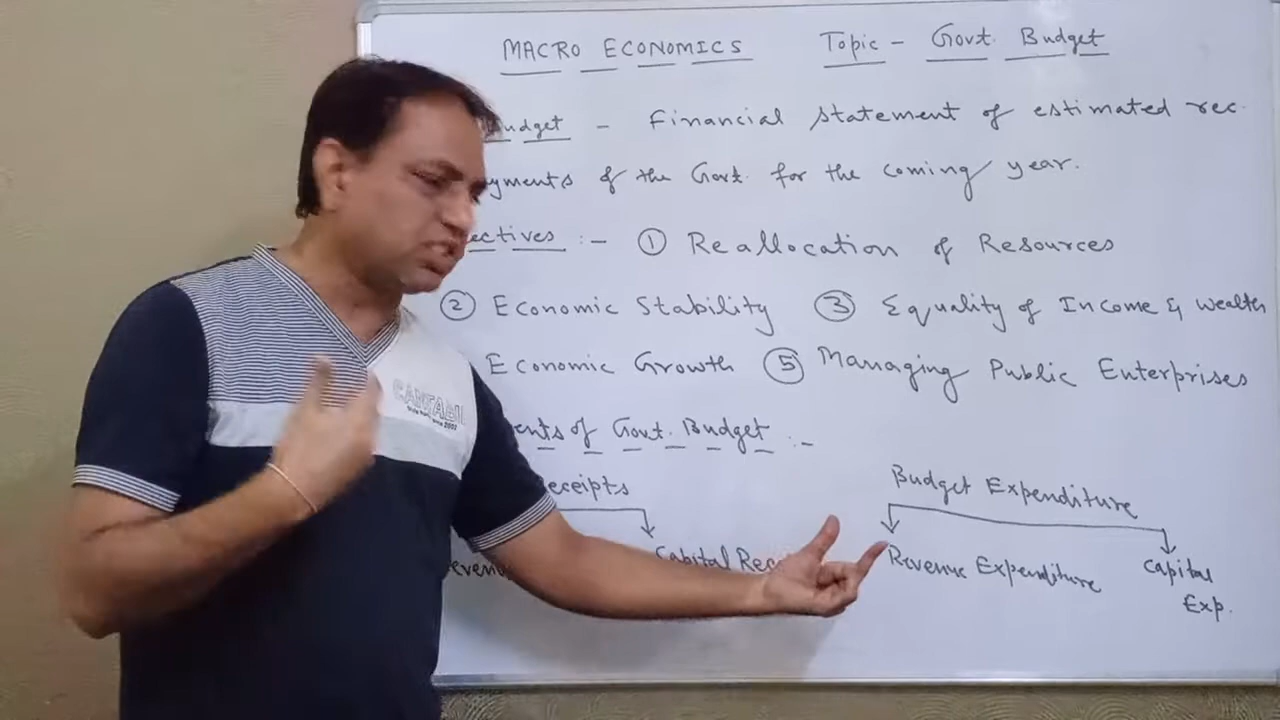 MACRO ECONOMICS Topic - Govt. Budget
udget - Financial statement of estimated rec
yments of the Govt. for the coming year.
ectives :- ① Reallocation of Resources
② Economic Stability ③ Equality of Income & Wealth
Economic Growth ⑤ Managing Public Enterprises
ents of Govt. Budget :-
eceipts Budget Expenditure
Capital Rec Revenue Expenditure Capital
Exp.